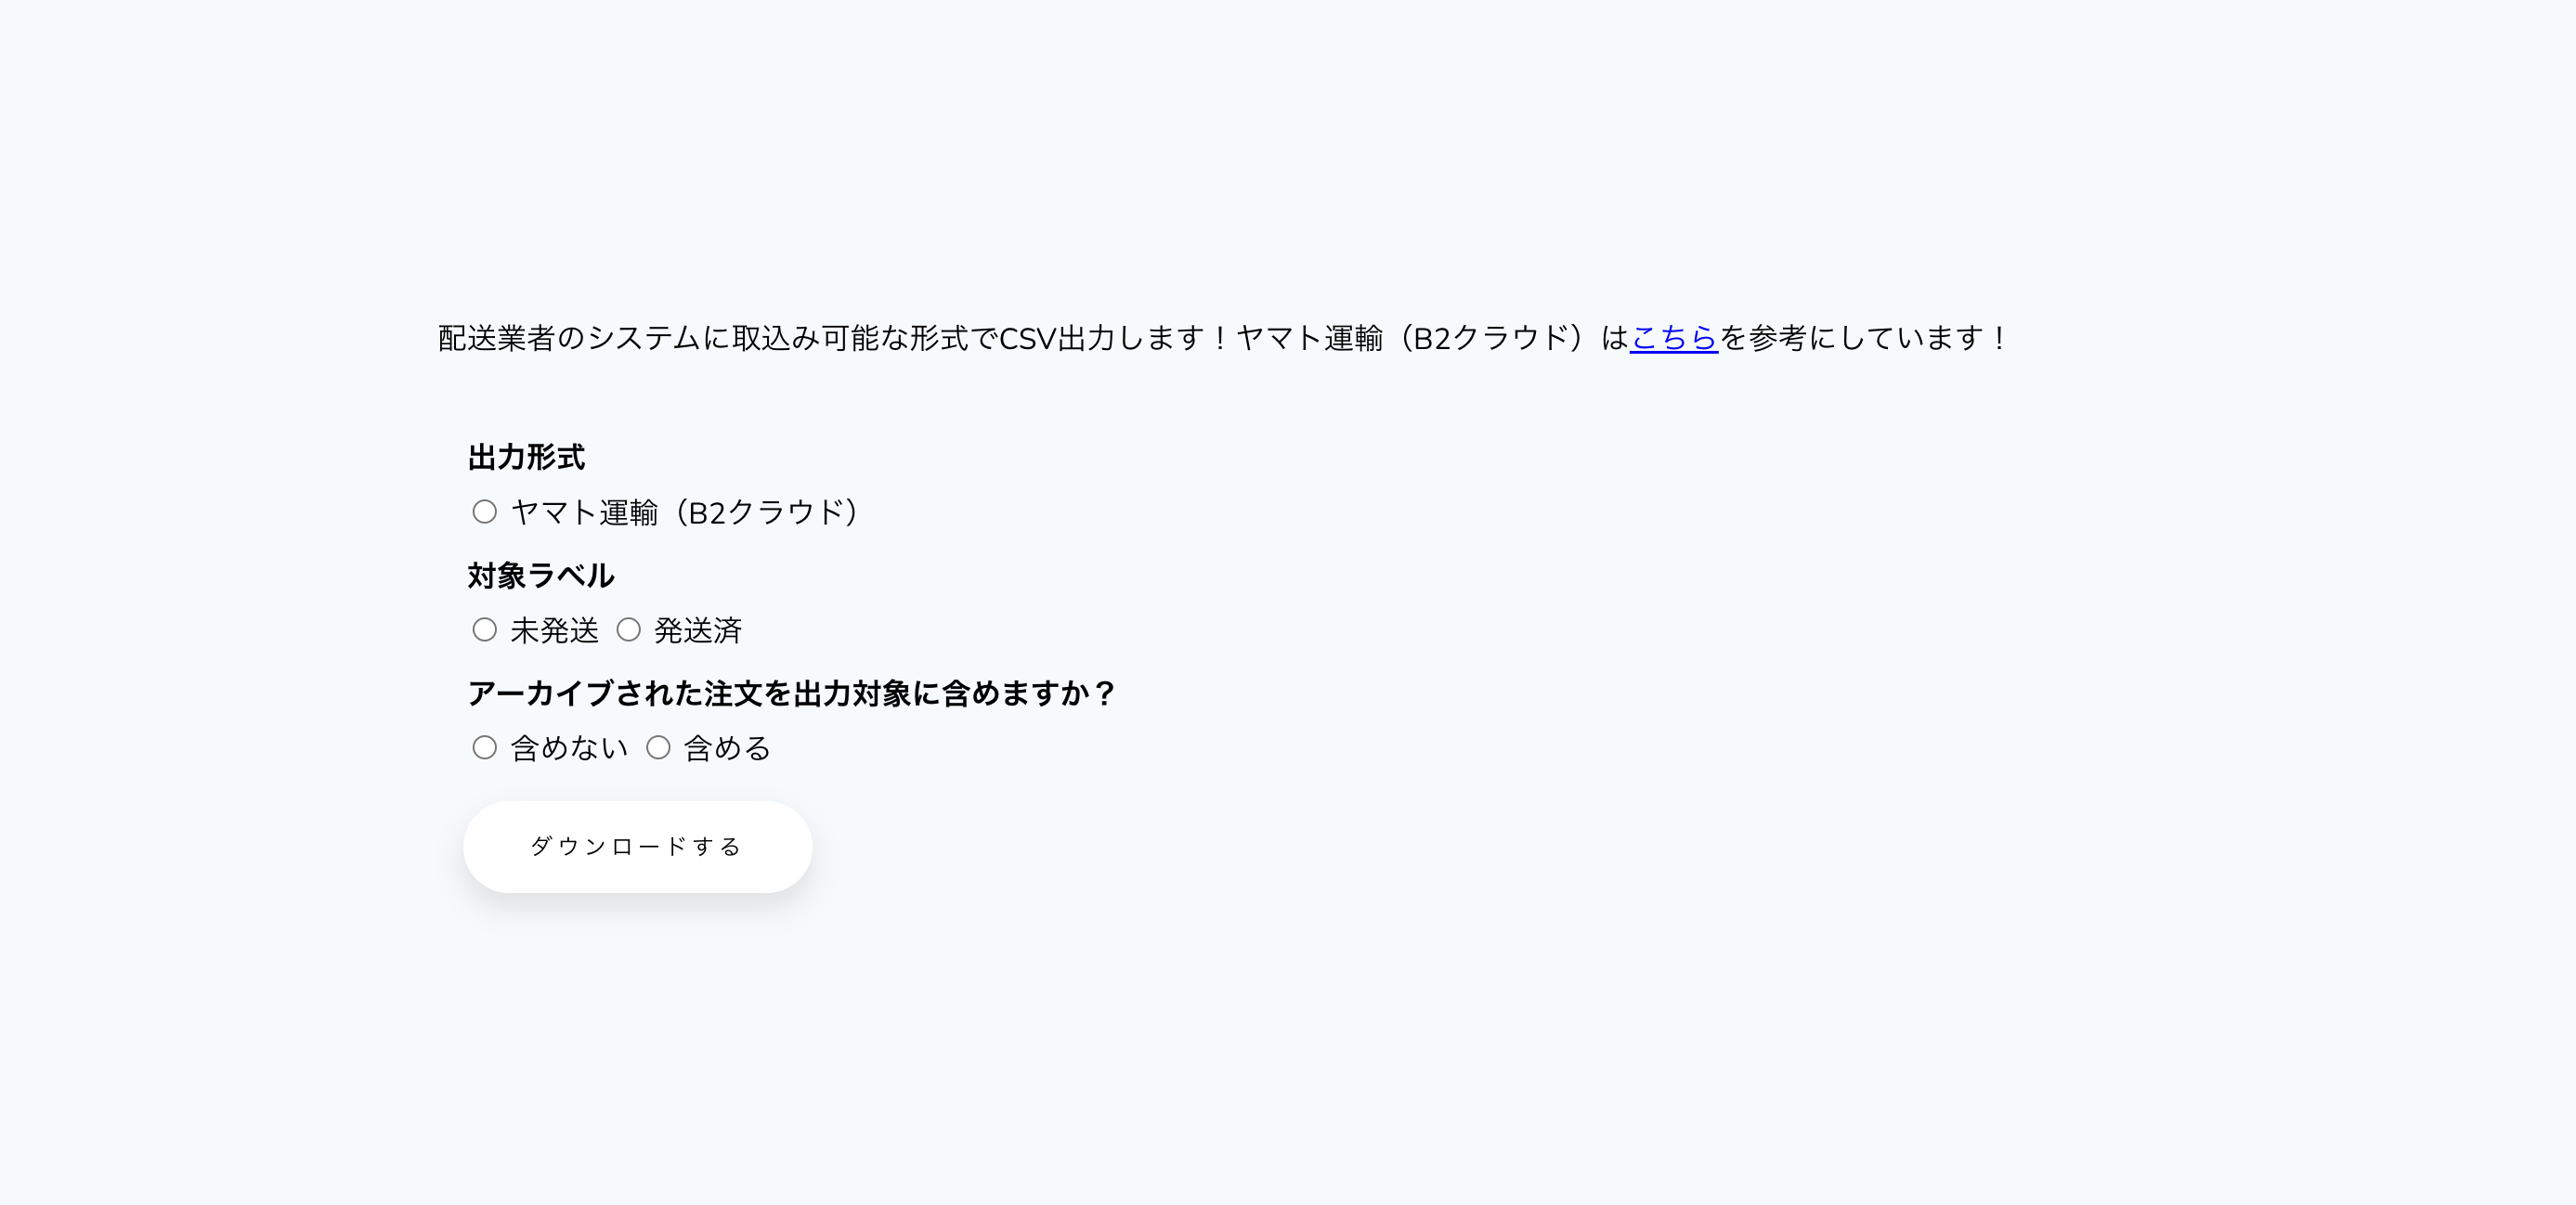 配送業者のシステムに取込み可能な形式でCSV出力します！ヤマト運輸（B2クラウド）はこちらを参考にしています！
出力形式
ヤマト運輸（B2クラウド）
対象ラベル
未発送 発送済
アーカイブされた注文を出力対象に含めますか？
含めない 含める
ダウンロードする